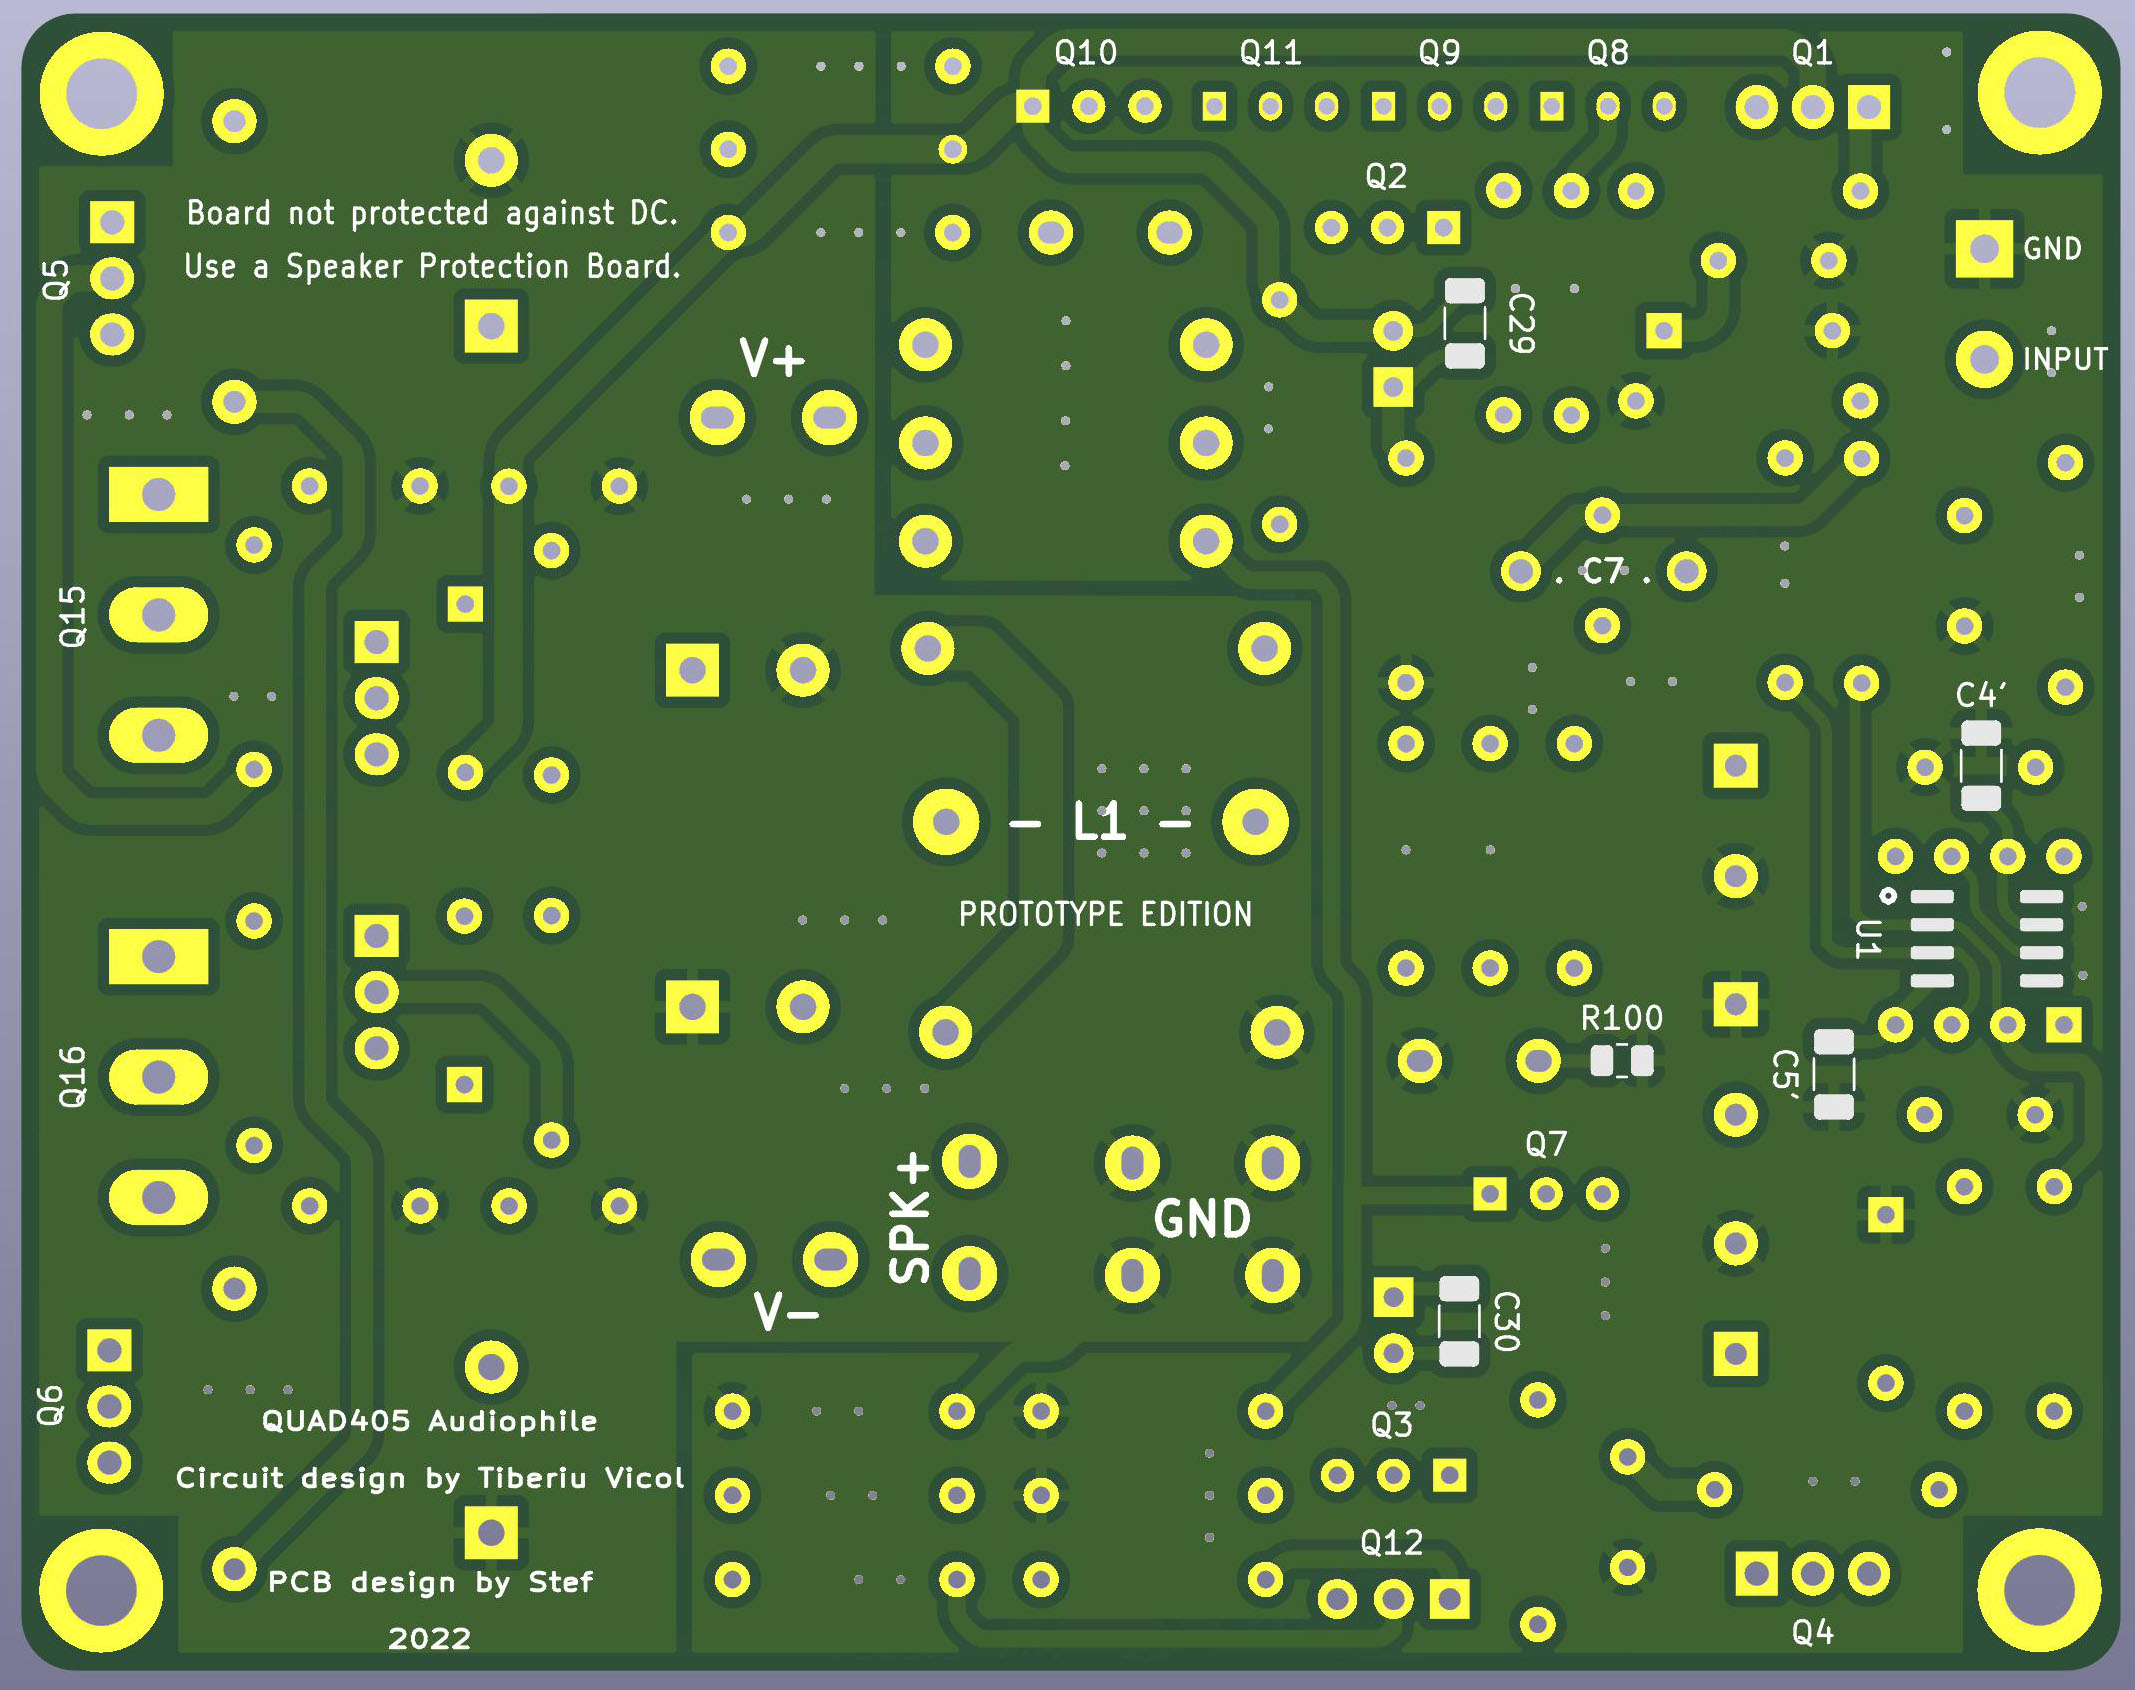 Q10 Q11 Q9 Q8 Q1
Q2
Board not protected against DC.
Use a Speaker Protection Board.
GND
Q5
C29
V+
INPUT
. C7 .
Q15
C4′
- L1 -
PROTOTYPE EDITION
U1
R100
Q16
C5′
Q7
SPK+
GND
V-
C30
Q6
QUAD405 Audiophile
Q3
Circuit design by Tiberiu Vicol
Q12
PCB design by Stef
Q4
2022